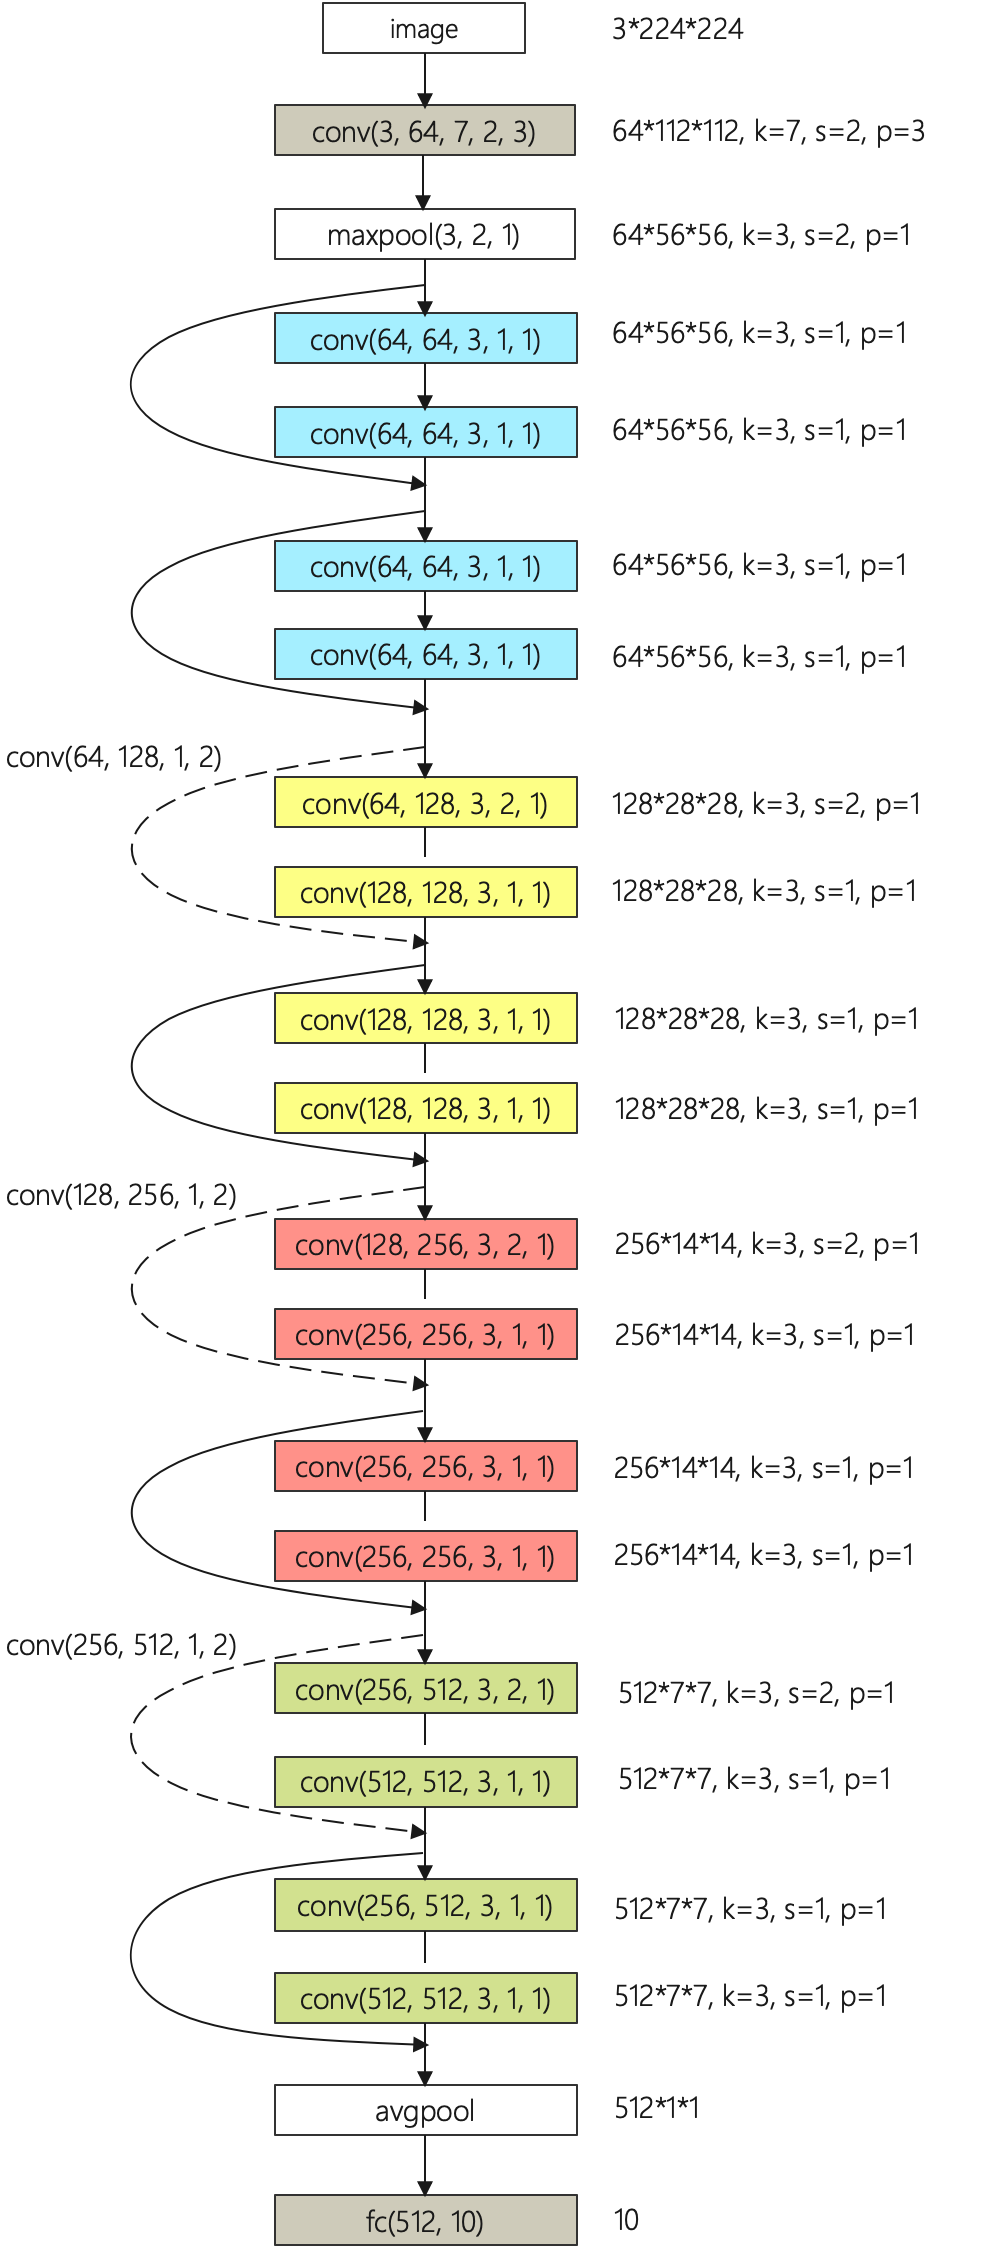 image 3*224*224
conv(3, 64, 7, 2, 3) 64*112*112, k=7, s=2, p=3
maxpool(3, 2, 1) 64*56*56, k=3, s=2, p=1
conv(64, 64, 3, 1, 1) 64*56*56, k=3, s=1, p=1
conv(64, 64, 3, 1, 1) 64*56*56, k=3, s=1, p=1
conv(64, 64, 3, 1, 1) 64*56*56, k=3, s=1, p=1
conv(64, 64, 3, 1, 1) 64*56*56, k=3, s=1, p=1
conv(64, 128, 1, 2)
conv(64, 128, 3, 2, 1) 128*28*28, k=3, s=2, p=1
conv(128, 128, 3, 1, 1) 128*28*28, k=3, s=1, p=1
conv(128, 128, 3, 1, 1) 128*28*28, k=3, s=1, p=1
conv(128, 128, 3, 1, 1) 128*28*28, k=3, s=1, p=1
conv(128, 256, 1, 2)
conv(128, 256, 3, 2, 1) 256*14*14, k=3, s=2, p=1
conv(256, 256, 3, 1, 1) 256*14*14, k=3, s=1, p=1
conv(256, 256, 3, 1, 1) 256*14*14, k=3, s=1, p=1
conv(256, 256, 3, 1, 1) 256*14*14, k=3, s=1, p=1
conv(256, 512, 1, 2)
conv(256, 512, 3, 2, 1) 512*7*7, k=3, s=2, p=1
conv(512, 512, 3, 1, 1) 512*7*7, k=3, s=1, p=1
conv(256, 512, 3, 1, 1) 512*7*7, k=3, s=1, p=1
conv(512, 512, 3, 1, 1) 512*7*7, k=3, s=1, p=1
avgpool 512*1*1
fc(512, 10) 10